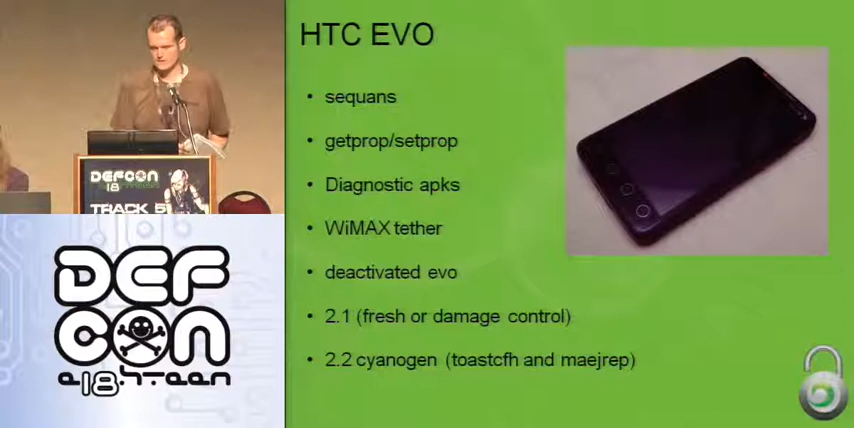 HTC EVO
• sequans
• getprop/setprop
• Diagnostic apks
• WiMAX tether
• deactivated evo
• 2.1 (fresh or damage control)
• 2.2 cyanogen (toastcfh and maejrep)
DEFCON
18
TRACK 5
DEF
CON
e18hteen